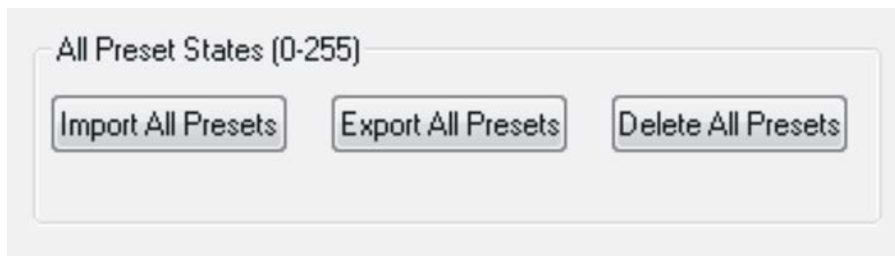 All Preset States (0-255)
Import All Presets Export All Presets Delete All Presets